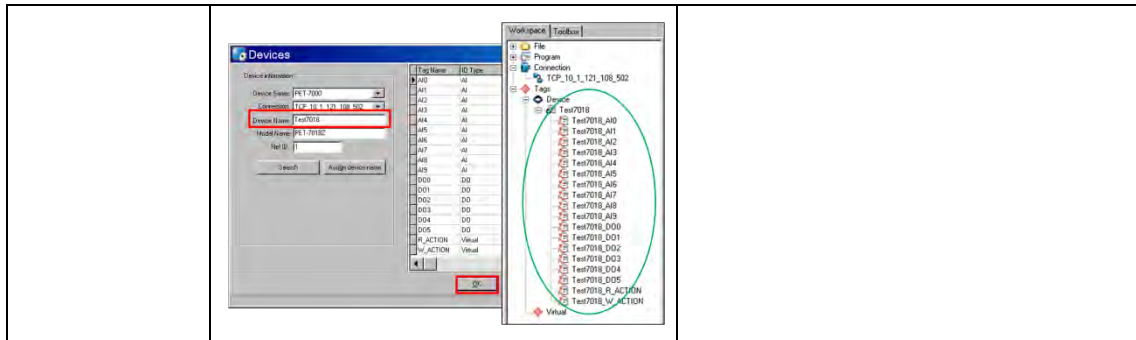 Devices
Device information
Device Series PET-7000
Connection TCP_10_1_121_108_502
Device Name Test7018
Model Name PET-7018Z
Net ID 1
Search Assign device name
Tag Name ID Type
AI0 AI
AI1 AI
AI2 AI
AI3 AI
AI4 AI
AI5 AI
AI6 AI
AI7 AI
AI8 AI
AI9 AI
DO0 DO
DO1 DO
DO2 DO
DO3 DO
DO4 DO
DO5 DO
R_ACTION Virtual
W_ACTION Virtual
OK
Workspace Toolbox
File
Program
Connection
TCP_10_1_121_108_502
Tags
Device
Test7018
Test7018_AI0
Test7018_AI1
Test7018_AI2
Test7018_AI3
Test7018_AI4
Test7018_AI5
Test7018_AI6
Test7018_AI7
Test7018_AI8
Test7018_AI9
Test7018_DO0
Test7018_DO1
Test7018_DO2
Test7018_DO3
Test7018_DO4
Test7018_DO5
Test7018_R_ACTION
Test7018_W_ACTION
Virtual